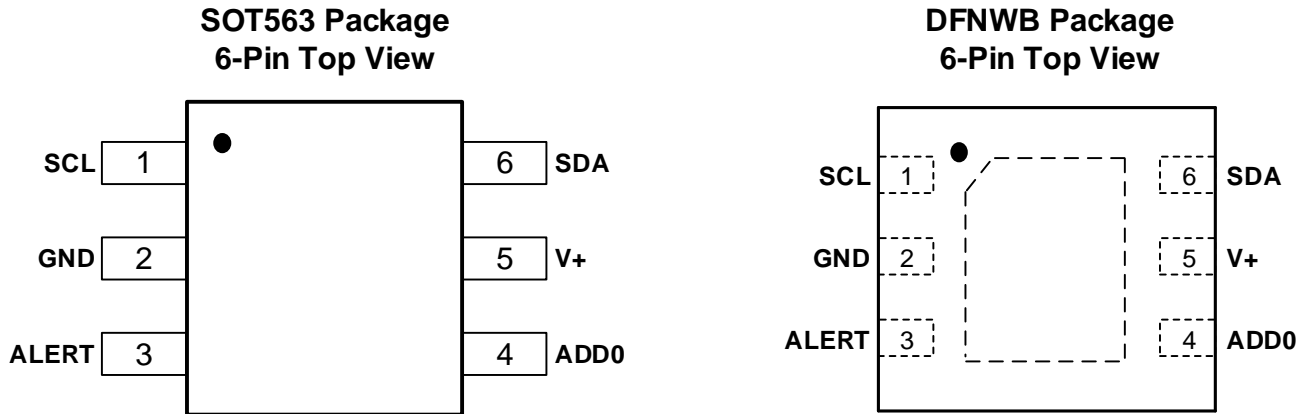 SOT563 Package
6-Pin Top View
SCL 1 6 SDA
GND 2 5 V+
ALERT 3 4 ADD0
DFNWB Package
6-Pin Top View
SCL 1 6 SDA
GND 2 5 V+
ALERT 3 4 ADD0